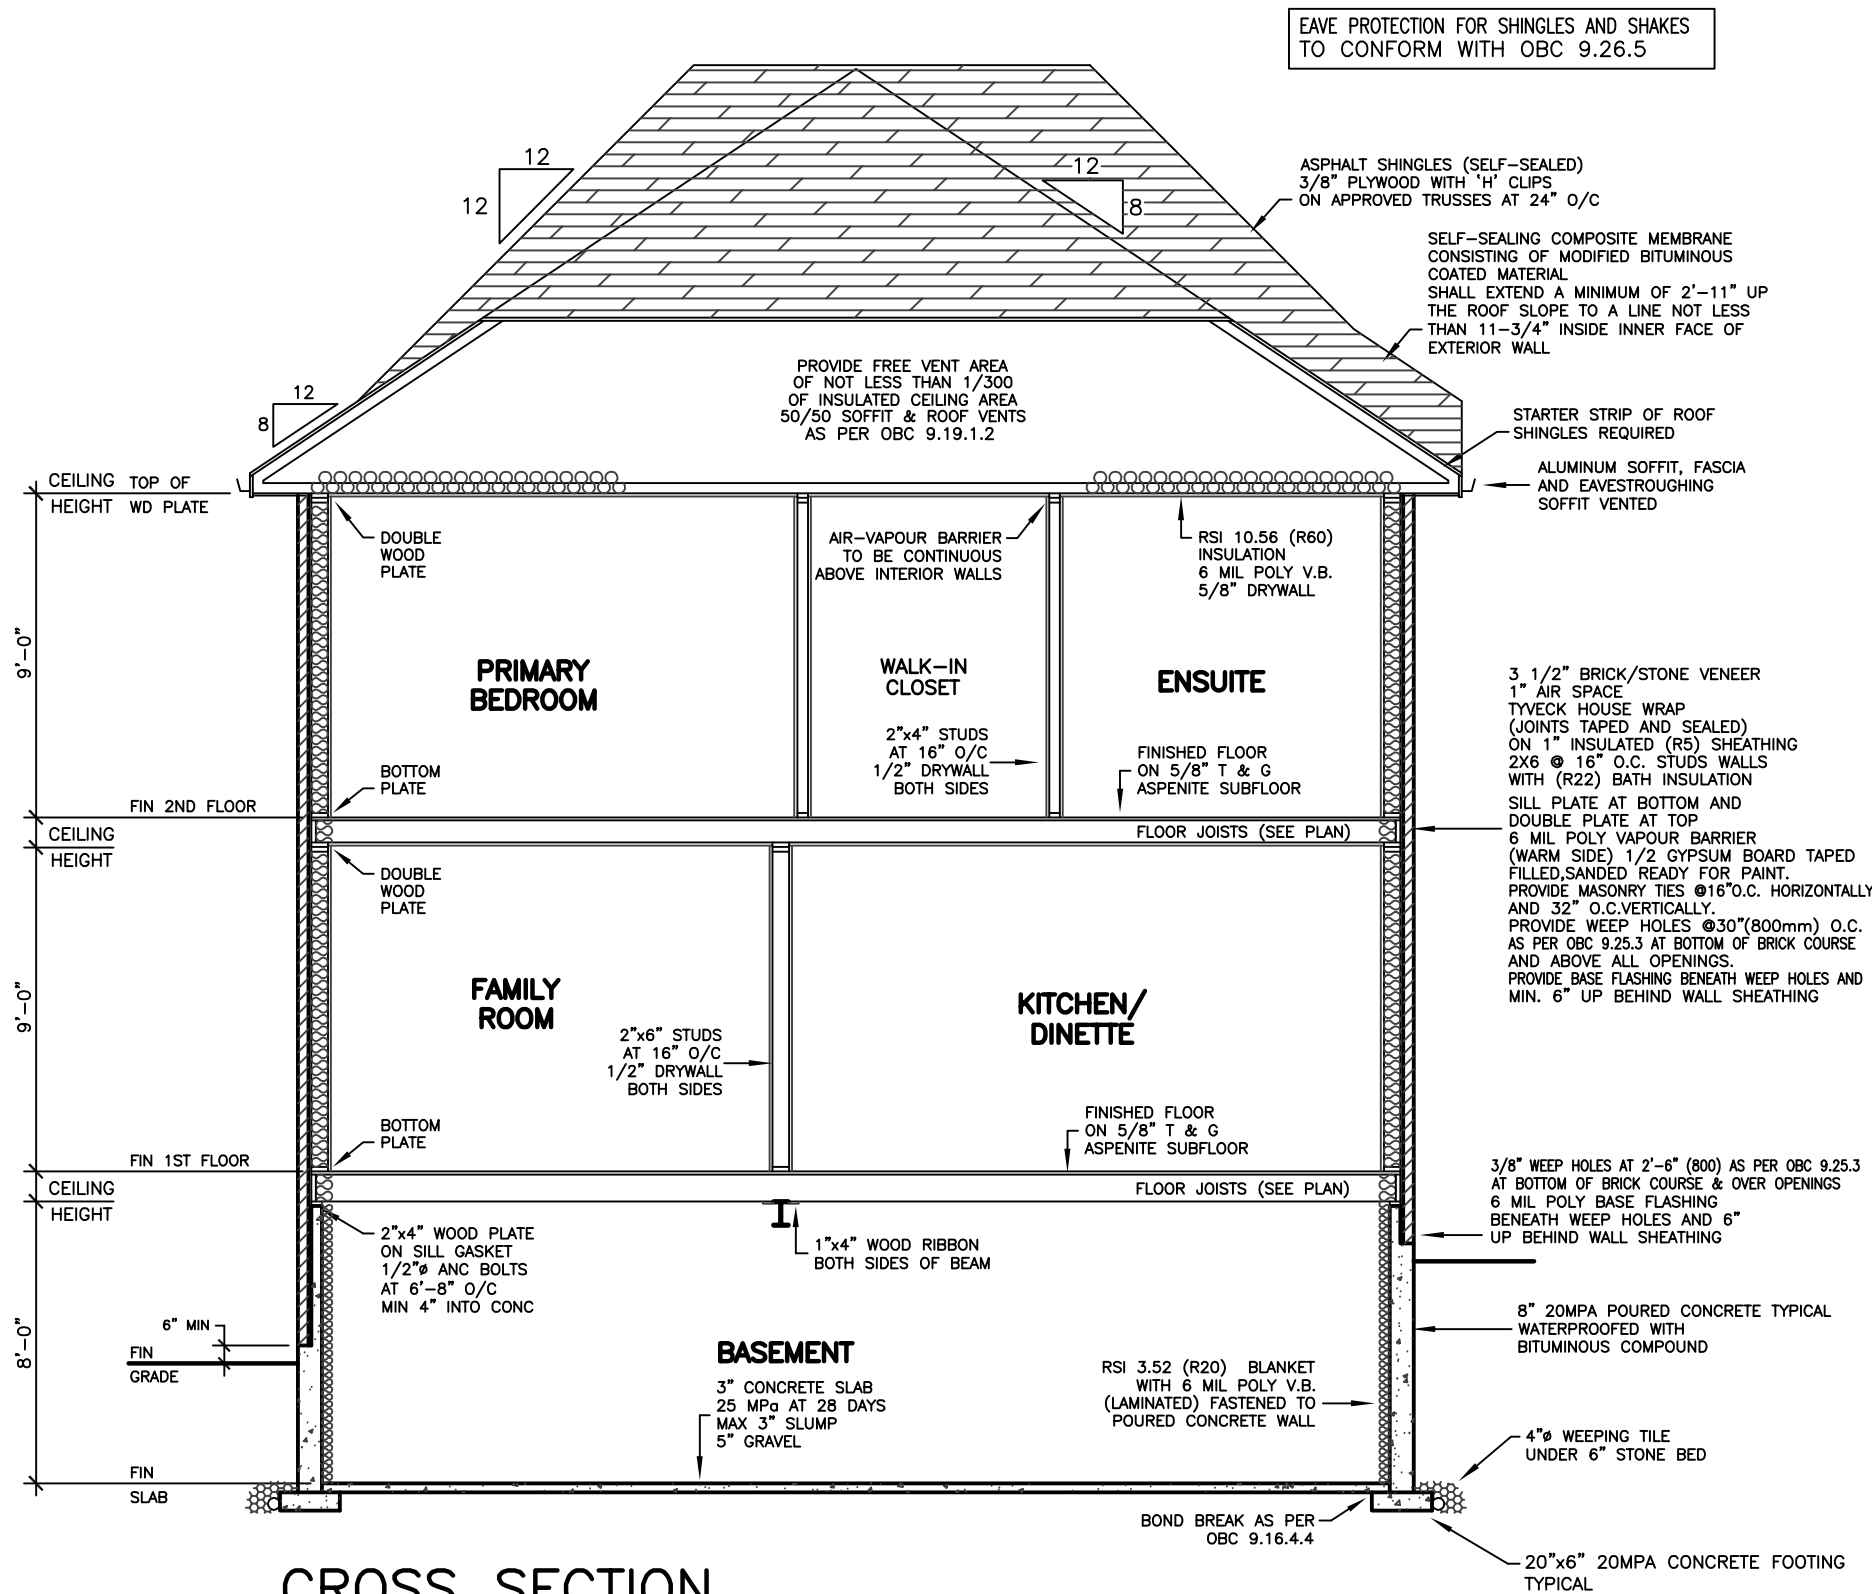 EAVE PROTECTION FOR SHINGLES AND SHAKES
TO CONFORM WITH OBC 9.26.5
12
12
12
8
ASPHALT SHINGLES (SELF-SEALED)
3/8" PLYWOOD WITH 'H' CLIPS
ON APPROVED TRUSSES AT 24" O/C
SELF-SEALING COMPOSITE MEMBRANE
CONSISTING OF MODIFIED BITUMINOUS
COATED MATERIAL
SHALL EXTEND A MINIMUM OF 2'-11" UP
THE ROOF SLOPE TO A LINE NOT LESS
THAN 11-3/4" INSIDE INNER FACE OF
EXTERIOR WALL
PROVIDE FREE VENT AREA
OF NOT LESS THAN 1/300
OF INSULATED CEILING AREA
50/50 SOFFIT & ROOF VENTS
AS PER OBC 9.19.1.2
12
8
STARTER STRIP OF ROOF
SHINGLES REQUIRED
ALUMINUM SOFFIT, FASCIA
AND EAVESTROUGHING
SOFFIT VENTED
CEILING
HEIGHT
TOP OF
WD PLATE
DOUBLE
WOOD
PLATE
AIR-VAPOUR BARRIER
TO BE CONTINUOUS
ABOVE INTERIOR WALLS
RSI 10.56 (R60)
INSULATION
6 MIL POLY V.B.
5/8" DRYWALL
9'-0"
PRIMARY
BEDROOM
WALK-IN
CLOSET
ENSUITE
2"x4" STUDS
AT 16" O/C
1/2" DRYWALL
BOTH SIDES
FINISHED FLOOR
ON 5/8" T & G
ASPENITE SUBFLOOR
BOTTOM
PLATE
3 1/2" BRICK/STONE VENEER
1" AIR SPACE
TYVECK HOUSE WRAP
(JOINTS TAPED AND SEALED)
ON 1" INSULATED (R5) SHEATHING
2X6 @ 16" O.C. STUDS WALLS
WITH (R22) BATH INSULATION
SILL PLATE AT BOTTOM AND
DOUBLE PLATE AT TOP
6 MIL POLY VAPOUR BARRIER
(WARM SIDE) 1/2 GYPSUM BOARD TAPED
FILLED,SANDED READY FOR PAINT.
PROVIDE MASONRY TIES @16"O.C. HORIZONTALLY
AND 32" O.C.VERTICALLY.
PROVIDE WEEP HOLES @30"(800mm) O.C.
AS PER OBC 9.25.3 AT BOTTOM OF BRICK COURSE
AND ABOVE ALL OPENINGS.
PROVIDE BASE FLASHING BENEATH WEEP HOLES AND
MIN. 6" UP BEHIND WALL SHEATHING
FIN 2ND FLOOR
CEILING
HEIGHT
FLOOR JOISTS (SEE PLAN)
DOUBLE
WOOD
PLATE
9'-0"
FAMILY
ROOM
KITCHEN/
DINETTE
2"x6" STUDS
AT 16" O/C
1/2" DRYWALL
BOTH SIDES
BOTTOM
PLATE
FINISHED FLOOR
ON 5/8" T & G
ASPENITE SUBFLOOR
FIN 1ST FLOOR
CEILING
HEIGHT
FLOOR JOISTS (SEE PLAN)
3/8" WEEP HOLES AT 2'-6" (800) AS PER OBC 9.25.3
AT BOTTOM OF BRICK COURSE & OVER OPENINGS
6 MIL POLY BASE FLASHING
BENEATH WEEP HOLES AND 6"
UP BEHIND WALL SHEATHING
2"x4" WOOD PLATE
ON SILL GASKET
1/2"ø ANC BOLTS
AT 6'-8" O/C
MIN 4" INTO CONC
1"x4" WOOD RIBBON
BOTH SIDES OF BEAM
6" MIN
FIN
GRADE
8'-0"
BASEMENT
3" CONCRETE SLAB
25 MPa AT 28 DAYS
MAX 3" SLUMP
5" GRAVEL
RSI 3.52 (R20) BLANKET
WITH 6 MIL POLY V.B.
(LAMINATED) FASTENED TO
POURED CONCRETE WALL
8" 20MPA POURED CONCRETE TYPICAL
WATERPROOFED WITH
BITUMINOUS COMPOUND
4"ø WEEPING TILE
UNDER 6" STONE BED
FIN
SLAB
BOND BREAK AS PER
OBC 9.16.4.4
20"x6" 20MPA CONCRETE FOOTING
TYPICAL
CROSS SECTION